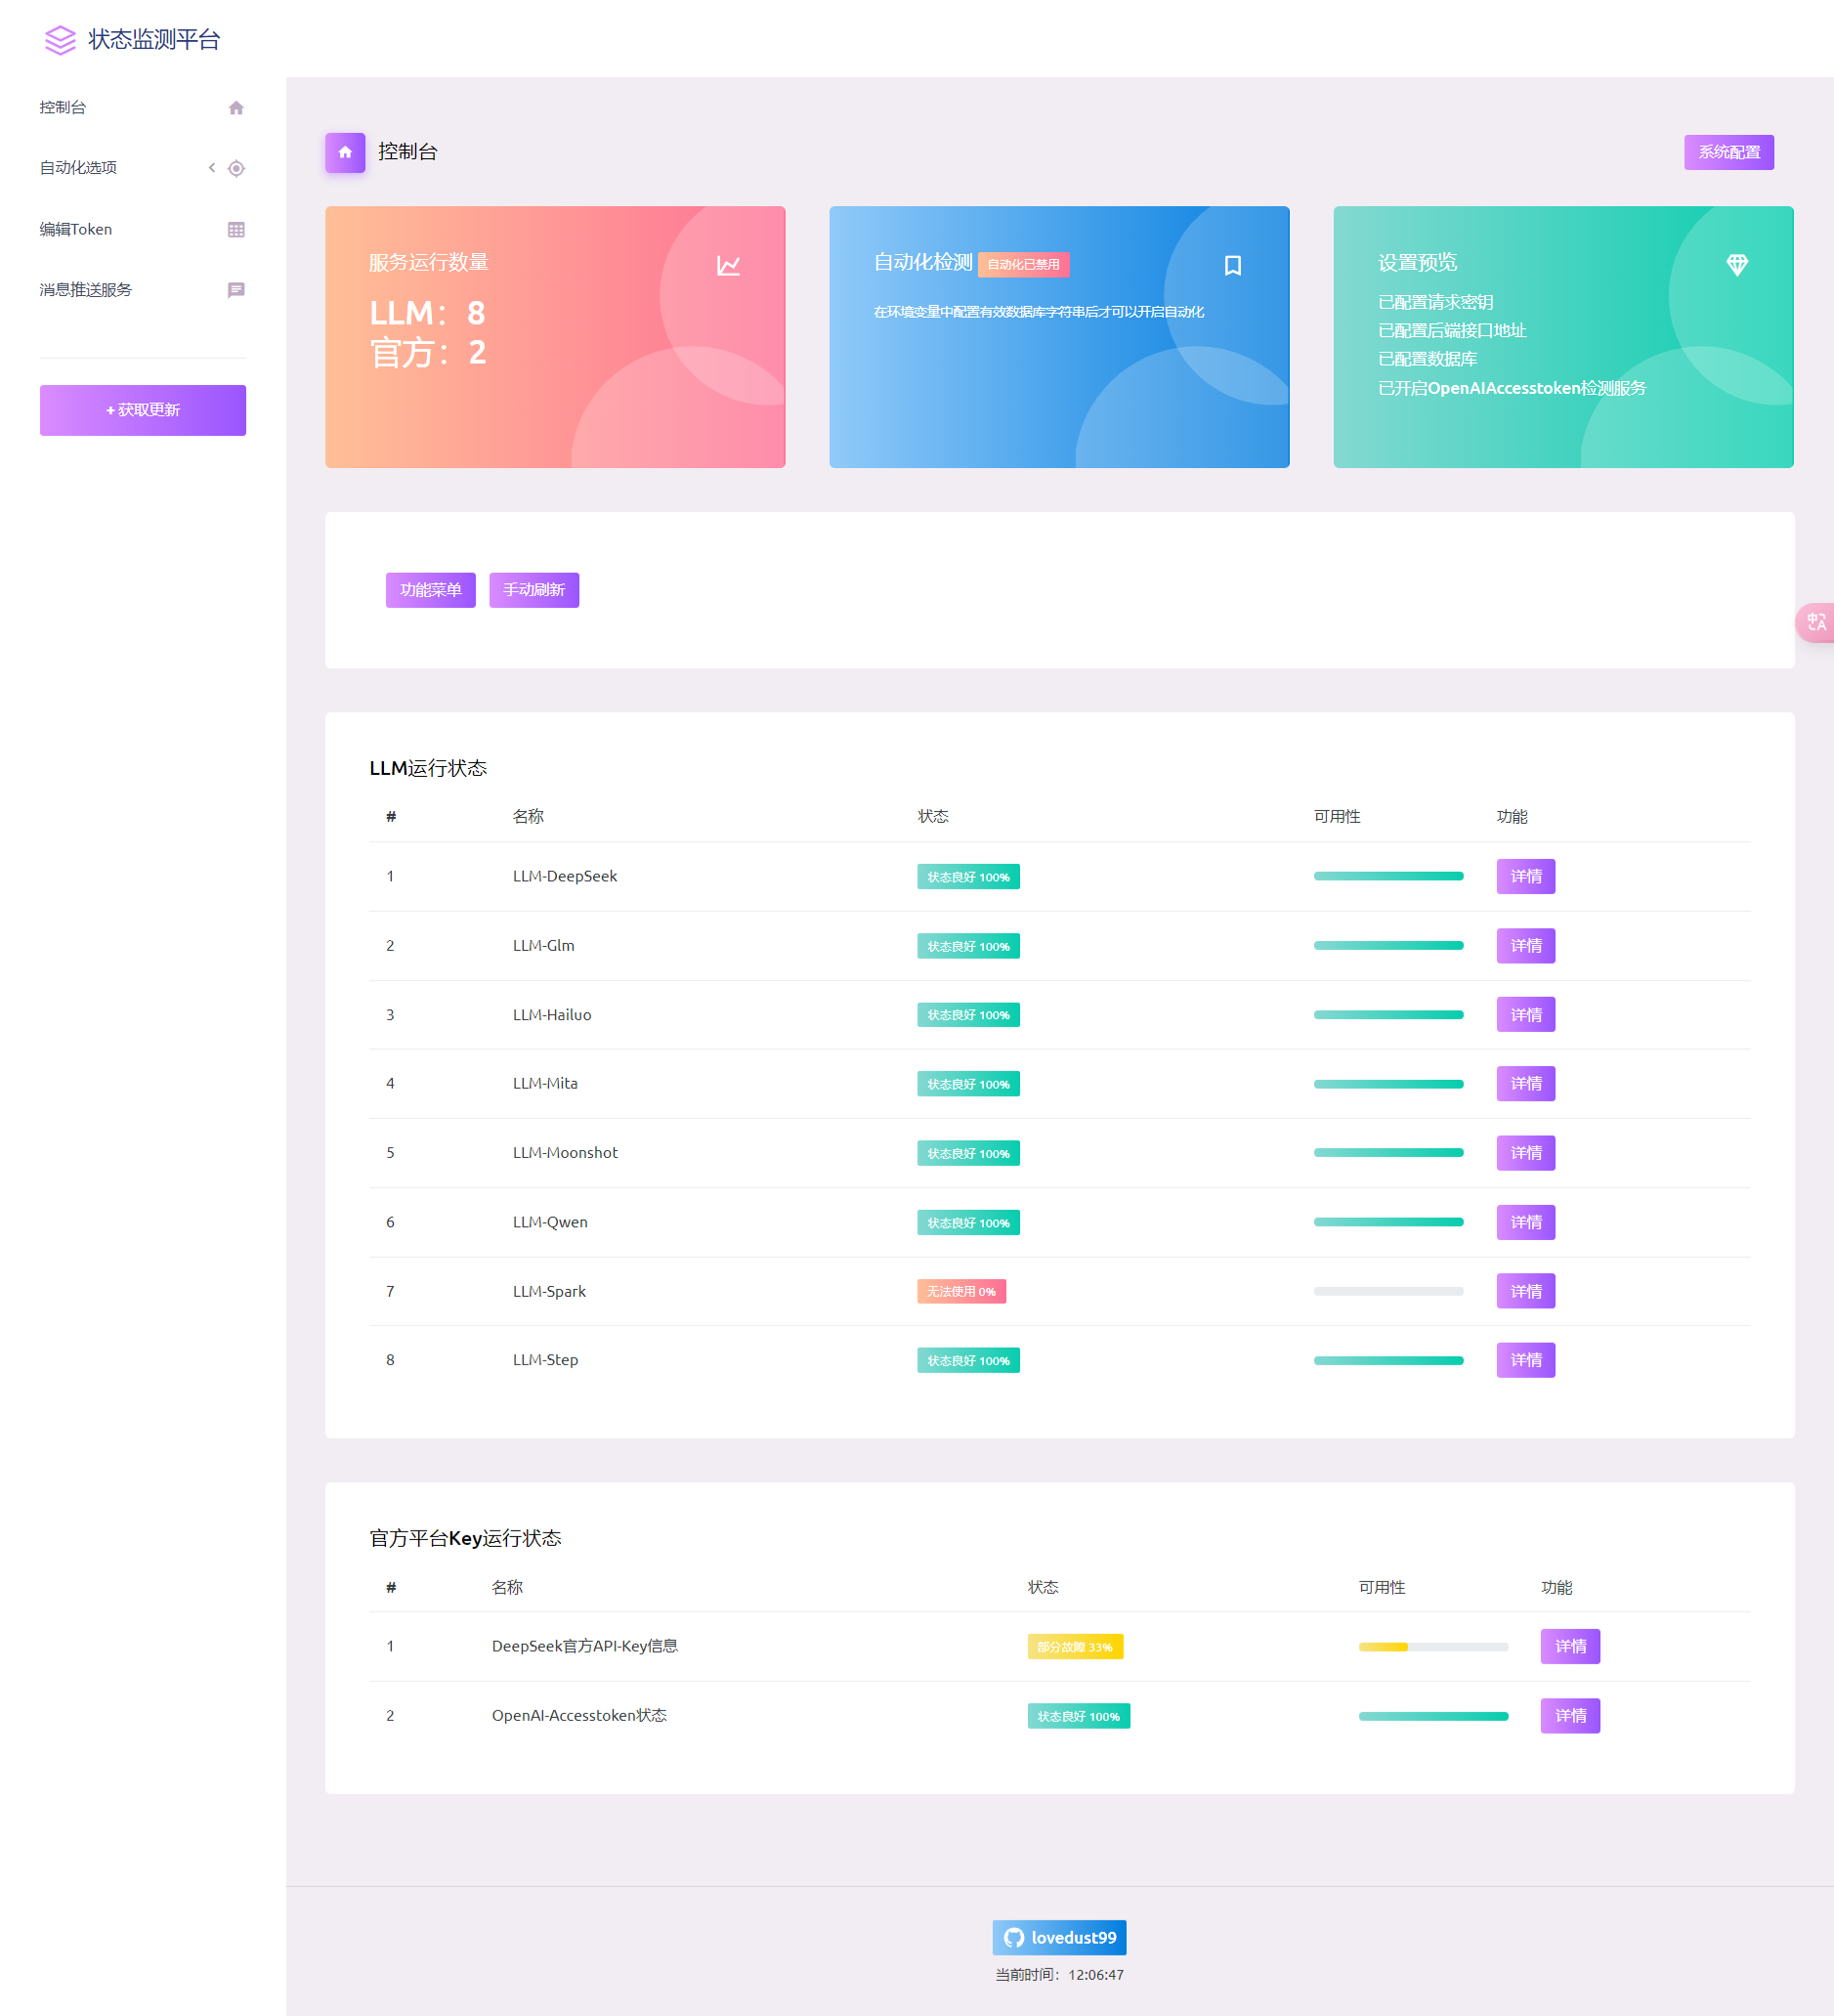 状态监测平台
控制台
自动化选项
编辑Token
消息推送服务
+ 获取更新
控制台
系统配置
服务运行数量
LLM：8
官方：2
自动化检测 自动化已禁用
在环境变量中配置有效数据库字符串后才可以开启自动化
设置预览
已配置请求密钥
已配置后端接口地址
已配置数据库
已开启OpenAIAccesstoken检测服务
功能菜单 手动刷新
LLM运行状态
# 名称 状态 可用性 功能
1 LLM-DeepSeek 状态良好 100% 详情
2 LLM-Glm 状态良好 100% 详情
3 LLM-Hailuo 状态良好 100% 详情
4 LLM-Mita 状态良好 100% 详情
5 LLM-Moonshot 状态良好 100% 详情
6 LLM-Qwen 状态良好 100% 详情
7 LLM-Spark 无法使用 0% 详情
8 LLM-Step 状态良好 100% 详情
官方平台Key运行状态
# 名称 状态 可用性 功能
1 DeepSeek官方API-Key信息 部分故障 33% 详情
2 OpenAI-Accesstoken状态 状态良好 100% 详情
lovedust99
当前时间：12:06:47